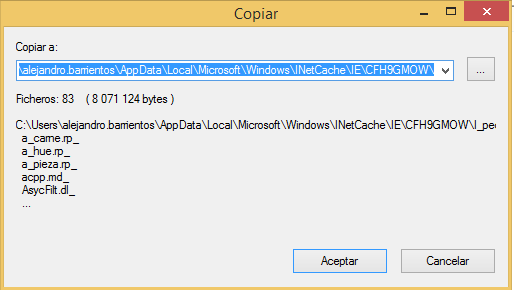 Copiar
Copiar a:
\alejandro.barrientos\AppData\Local\Microsoft\Windows\INetCache\IE\CFH9GMOW\
...
Ficheros: 83 ( 8 071 124 bytes )
C:\Users\alejandro.barrientos\AppData\Local\Microsoft\Windows\INetCache\IE\CFH9GMOW\I_pec
a_carne.rp_
a_hue.rp_
a_pieza.rp_
acpp.md_
AsycFilt.dl_
...
Aceptar Cancelar